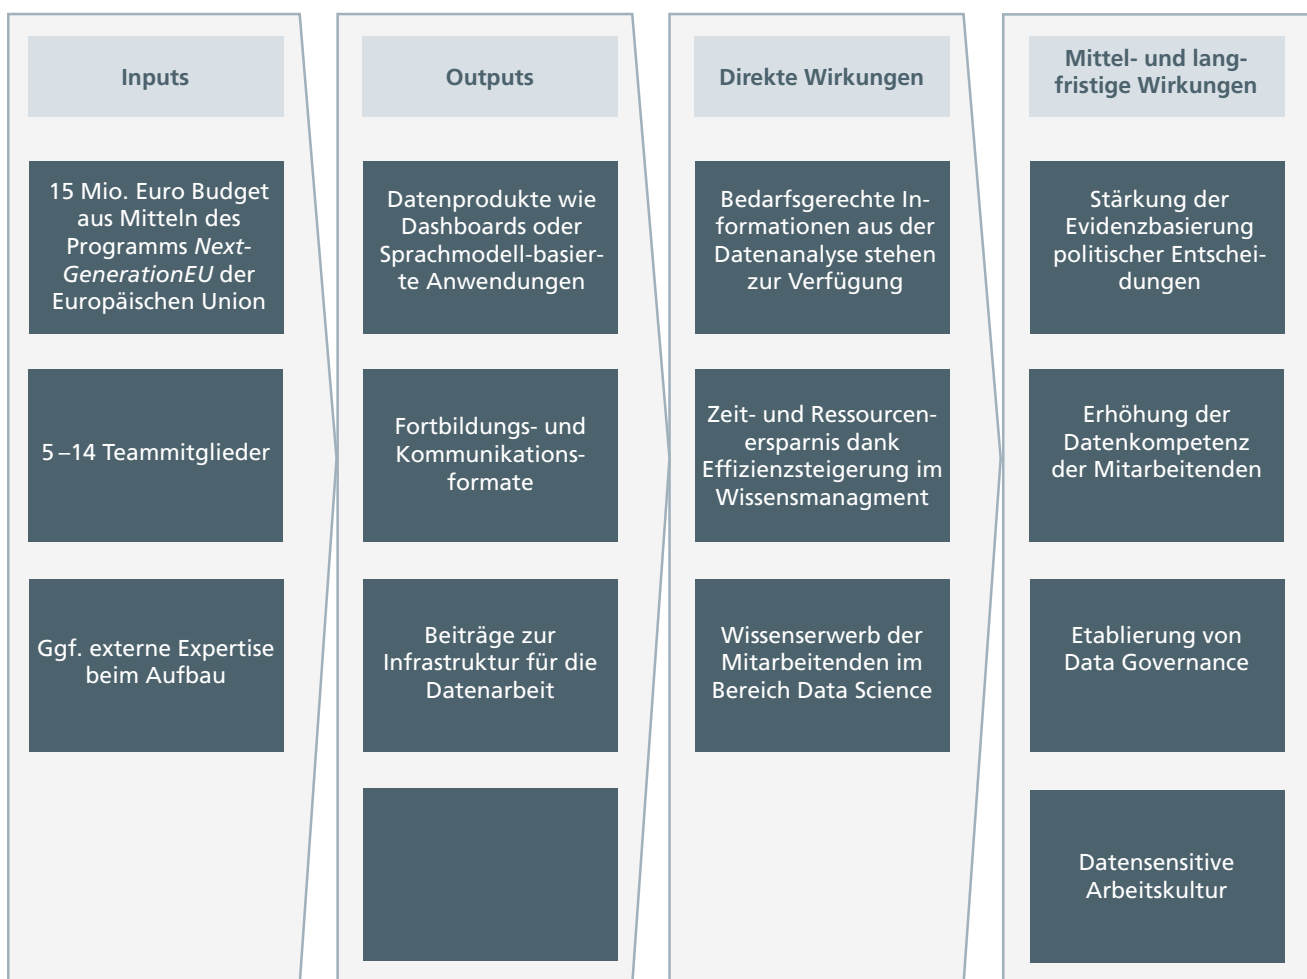 Inputs
15 Mio. Euro Budget
aus Mitteln des
Programms Next-
GenerationEU der
Europäischen Union
5 –14 Teammitglieder
Ggf. externe Expertise
beim Aufbau
Outputs
Datenprodukte wie
Dashboards oder
Sprachmodell-basier-
te Anwendungen
Fortbildungs- und
Kommunikations-
formate
Beiträge zur
Infrastruktur für die
Datenarbeit
Direkte Wirkungen
Bedarfsgerechte In-
formationen aus der
Datenanalyse stehen
zur Verfügung
Zeit- und Ressourcen-
ersparnis dank
Effizienzsteigerung im
Wissensmanagment
Wissenserwerb der
Mitarbeitenden im
Bereich Data Science
Mittel- und lang-
fristige Wirkungen
Stärkung der
Evidenzbasierung
politischer Entschei-
dungen
Erhöhung der
Datenkompetenz
der Mitarbeitenden
Etablierung von
Data Governance
Datensensitive
Arbeitskultur